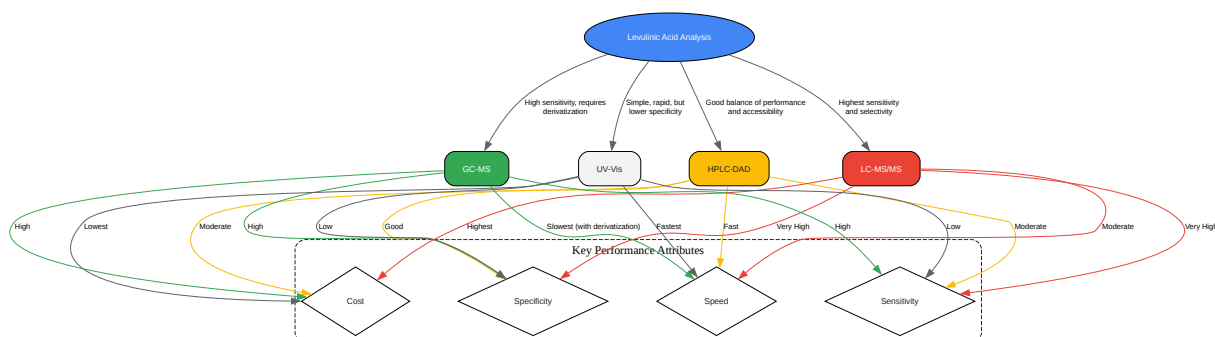 Levulinic Acid Analysis
High sensitivity, requires
derivatization
Simple, rapid, but
lower specificity
Good balance of performance
and accessibility
Highest sensitivity
and selectivity
GC-MS
UV-Vis
HPLC-DAD
LC-MS/MS
High
Lowest
Moderate
High
Low
Good
Highest
Slowest (with derivatization)
Fastest
Fast
Very High
High
Low
Moderate
Moderate
Very High
Key Performance Attributes
Cost
Specificity
Speed
Sensitivity